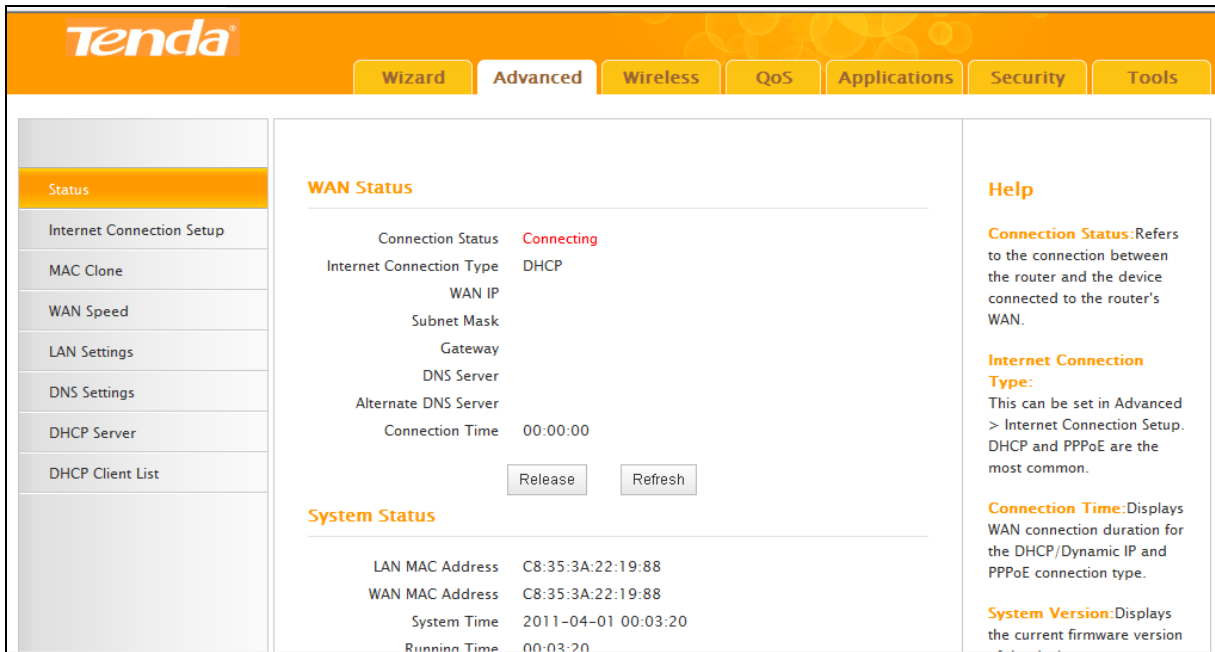 Tenda®
Wizard
Advanced
Wireless
QoS
Applications
Security
Tools
Status
Internet Connection Setup
MAC Clone
WAN Speed
LAN Settings
DNS Settings
DHCP Server
DHCP Client List
WAN Status
Connection Status Connecting
Internet Connection Type DHCP
WAN IP
Subnet Mask
Gateway
DNS Server
Alternate DNS Server
Connection Time 00:00:00
Release Refresh
System Status
LAN MAC Address C8:35:3A:22:19:88
WAN MAC Address C8:35:3A:22:19:88
System Time 2011-04-01 00:03:20
Running Time 00:03:20
Help
Connection Status:Refers
to the connection between
the router and the device
connected to the router's
WAN.
Internet Connection
Type:
This can be set in Advanced
> Internet Connection Setup.
DHCP and PPPoE are the
most common.
Connection Time:Displays
WAN connection duration for
the DHCP/Dynamic IP and
PPPoE connection type.
System Version:Displays
the current firmware version